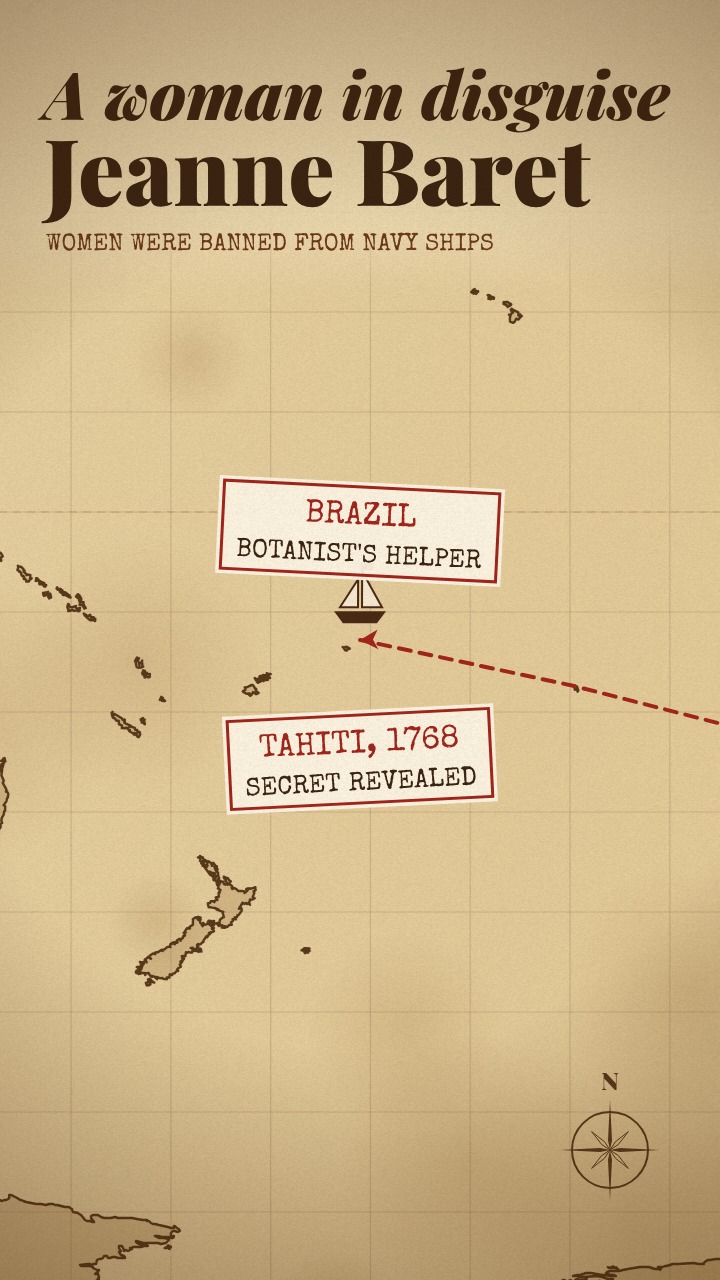 A woman in disguise
Jeanne Baret
WOMEN WERE BANNED FROM NAVY SHIPS
BRAZIL
BOTANIST'S HELPER
TAHITI, 1768
SECRET REVEALED
N